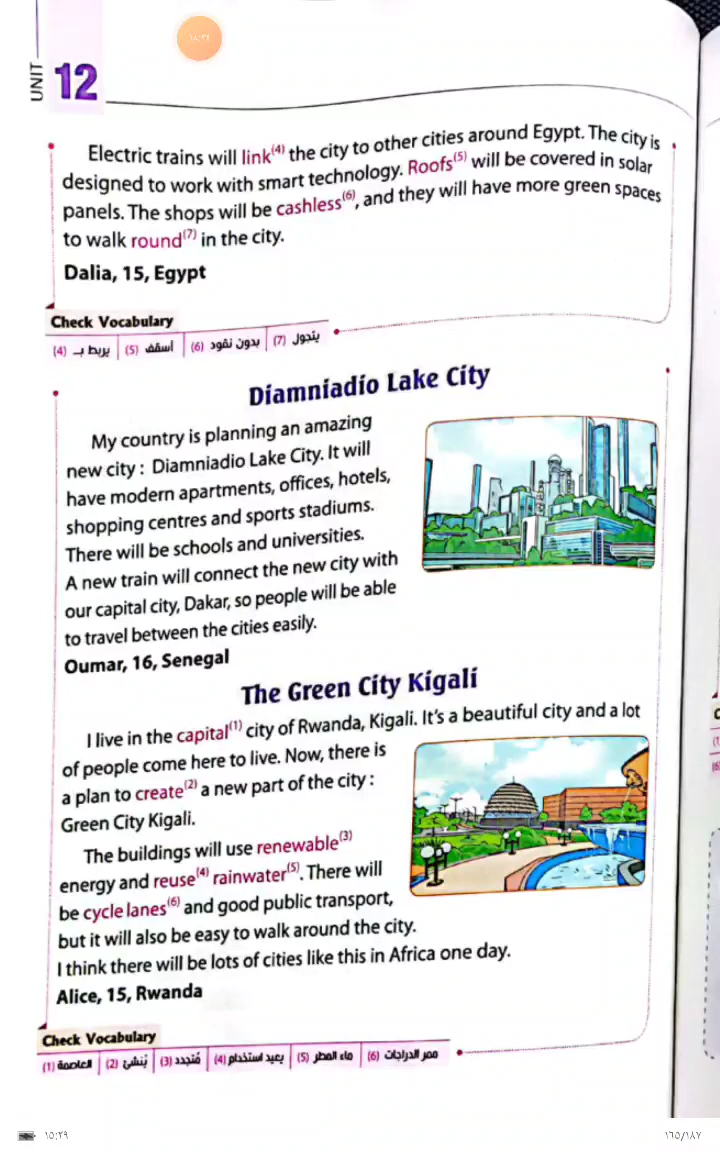 ١٨:٢٤
UNIT 12
Electric trains will link(4) the city to other cities around Egypt. The city is
designed to work with smart technology. Roofs(5) will be covered in solar
panels. The shops will be cashless(6), and they will have more green spaces
to walk round(7) in the city.
Dalia, 15, Egypt
Check Vocabulary
(4) يربط بـ (5) أسقف (6) بدون نقود (7) يتجول
Diamniadio Lake City
My country is planning an amazing
new city : Diamniadio Lake City. It will
have modern apartments, offices, hotels,
shopping centres and sports stadiums.
There will be schools and universities.
A new train will connect the new city with
our capital city, Dakar, so people will be able
to travel between the cities easily.
Oumar, 16, Senegal
The Green City Kigali
I live in the capital(1) city of Rwanda, Kigali. It's a beautiful city and a lot
of people come here to live. Now, there is
a plan to create(2) a new part of the city :
Green City Kigali.
The buildings will use renewable(3)
energy and reuse(4) rainwater(5). There will
be cycle lanes(6) and good public transport,
but it will also be easy to walk around the city.
I think there will be lots of cities like this in Africa one day.
Alice, 15, Rwanda
Check Vocabulary
(1) العاصمة (2) يُنشئ (3) مُتجدد (4) يعيد استخدام (5) ماء المطر (6) ممر الدراجات
١٥:٢٩
١٦٥/١٨٧